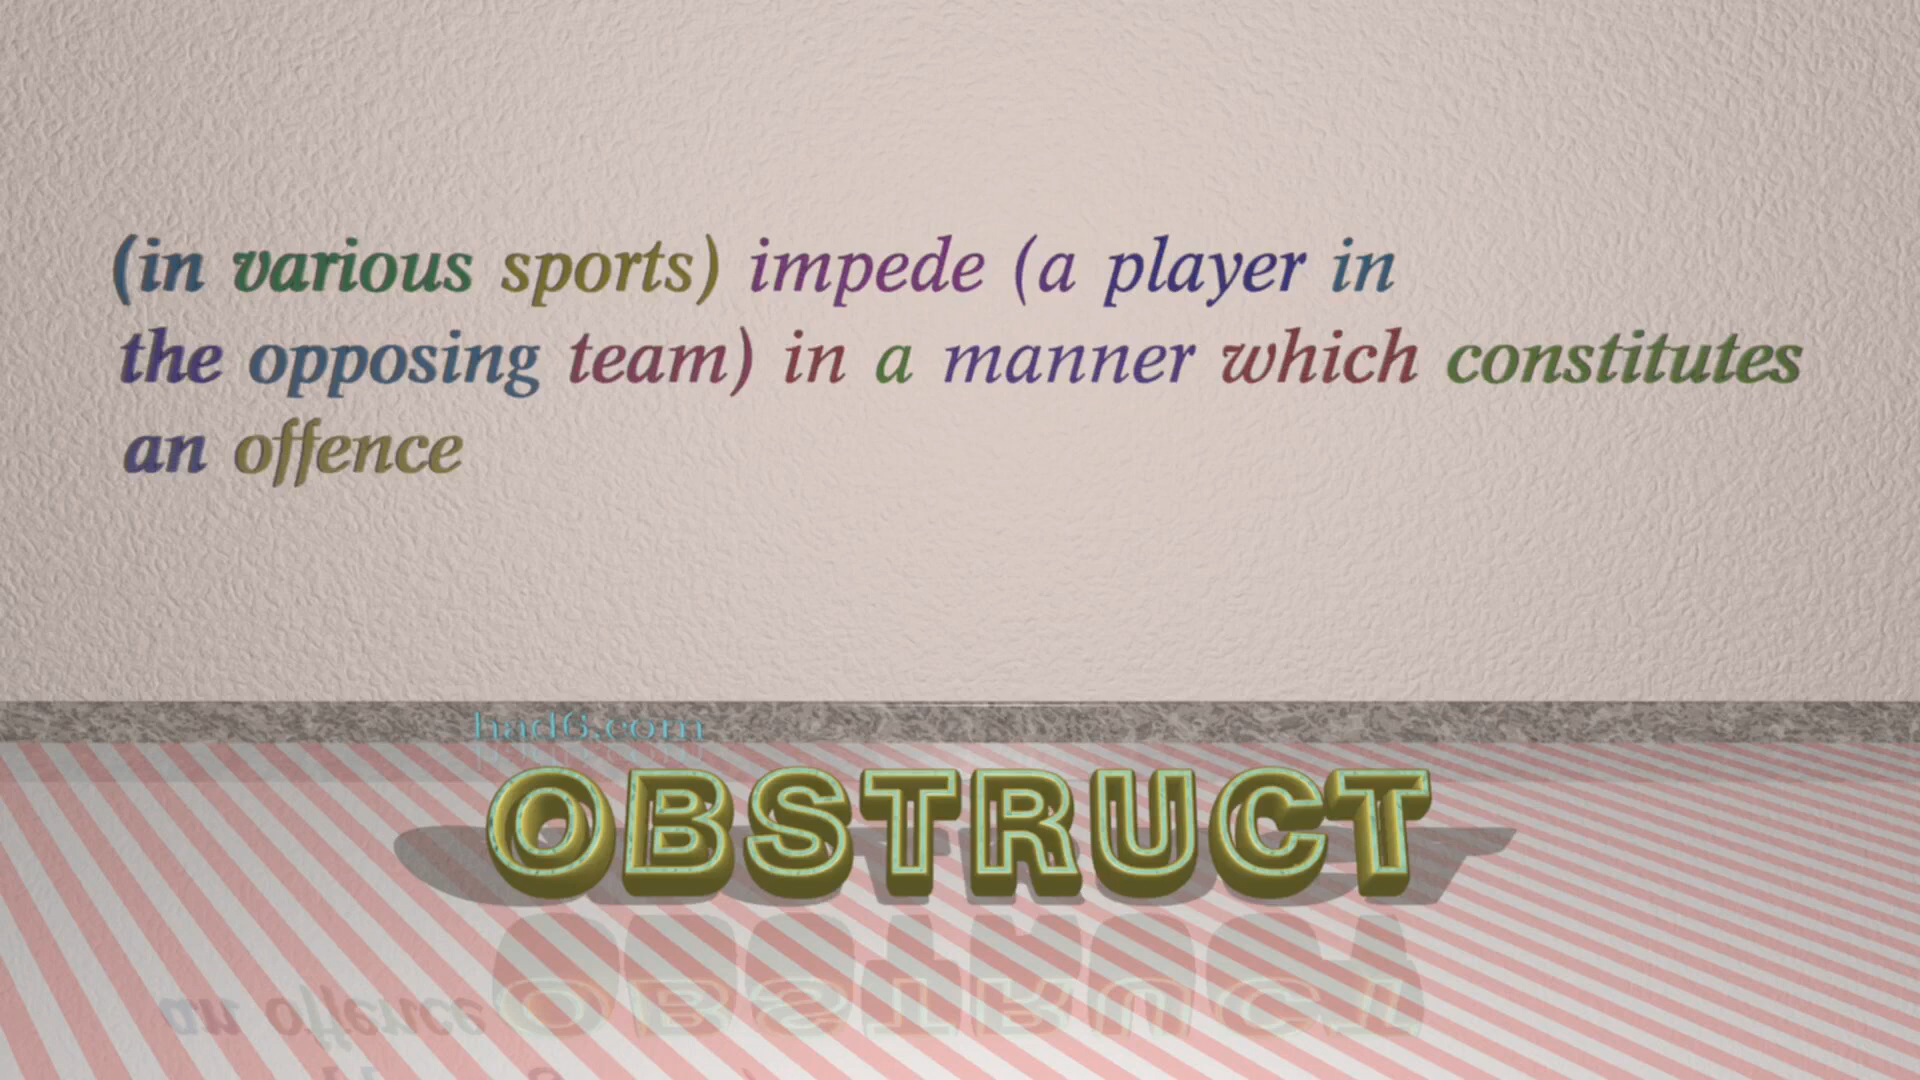 (in various sports) impede (a player in
the opposing team) in a manner which constitutes
an offence
had6.com
OBSTRUCT